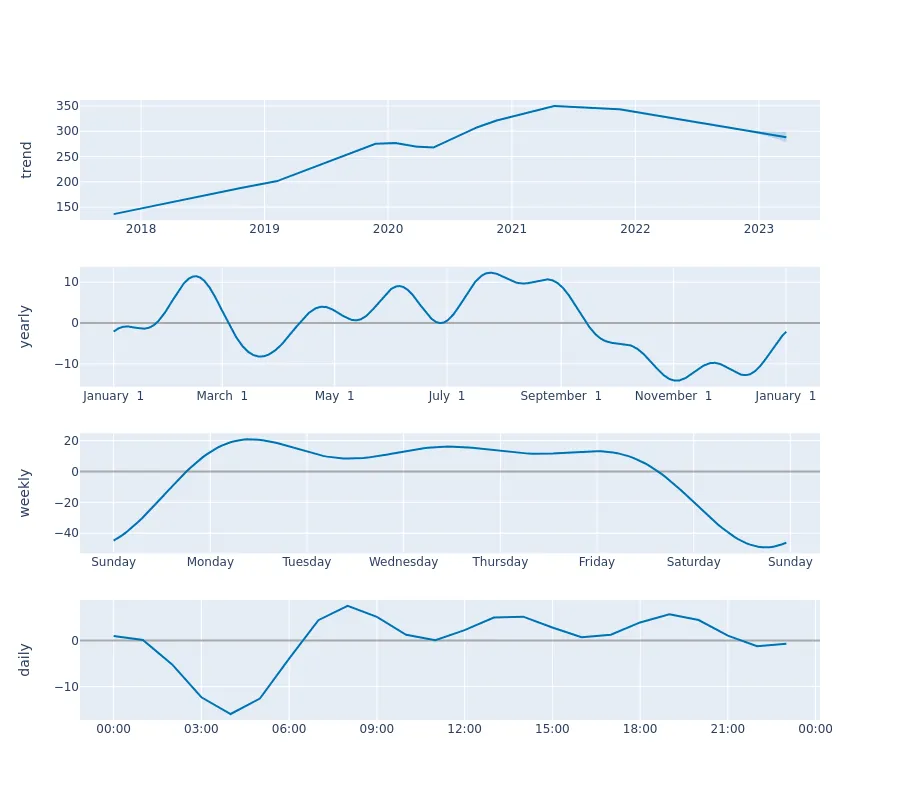 trend
350
300
250
200
150
2018 2019 2020 2021 2022 2023
yearly
10
0
−10
January 1 March 1 May 1 July 1 September 1 November 1 January 1
weekly
20
0
−20
−40
Sunday Monday Tuesday Wednesday Thursday Friday Saturday Sunday
daily
0
−10
00:00 03:00 06:00 09:00 12:00 15:00 18:00 21:00 00:00